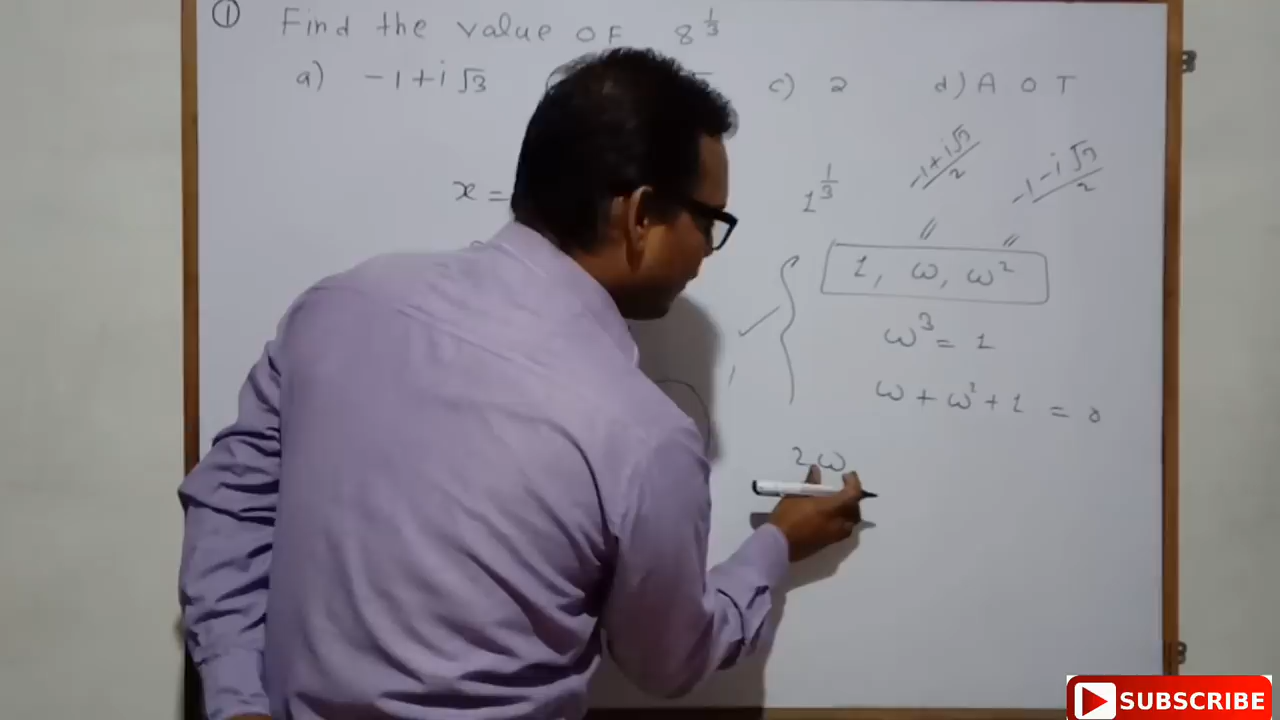 ① Find the value OF 8^{1/3}
a) -1+i√3 c) 2 d) A O T
x =
1^{1/3}
(-1+i√3)/2 (-1-i√3)/2
1, ω, ω²
ω³ = 1
ω + ω² + 1 = 0
2ω
SUBSCRIBE